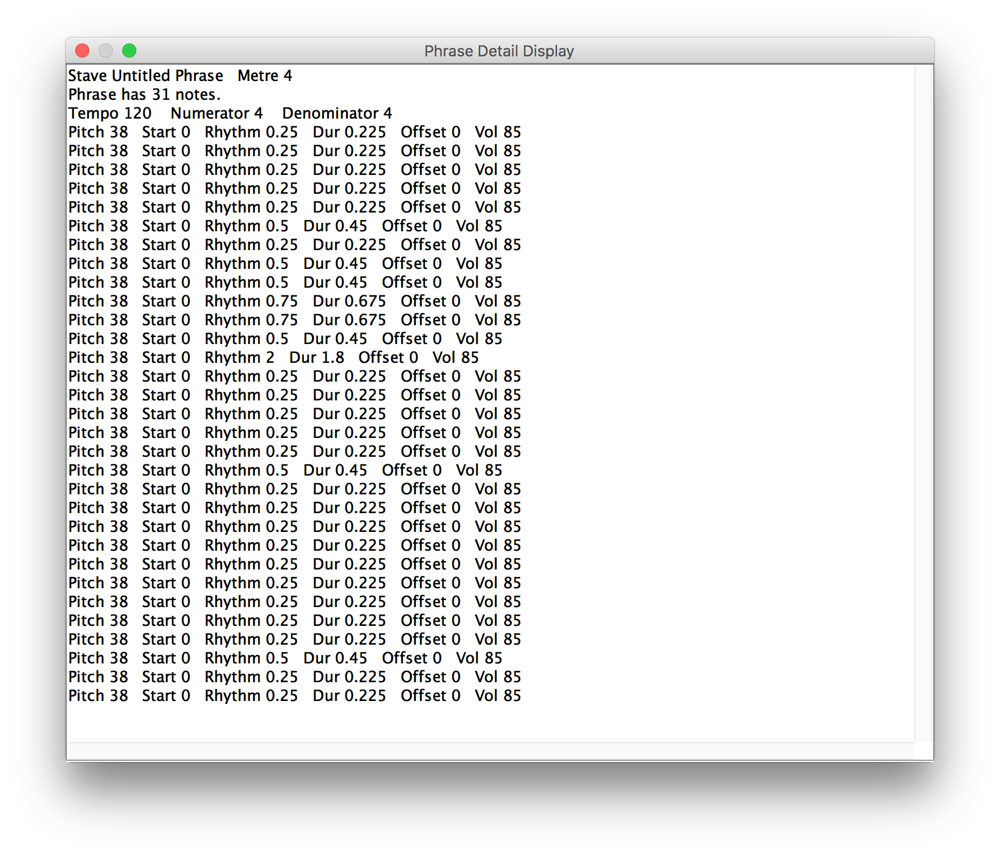 Phrase Detail Display
Stave Untitled Phrase   Metre 4
Phrase has 31 notes.
Tempo 120    Numerator 4    Denominator 4
Pitch 38   Start 0   Rhythm 0.25   Dur 0.225   Offset 0   Vol 85
Pitch 38   Start 0   Rhythm 0.25   Dur 0.225   Offset 0   Vol 85
Pitch 38   Start 0   Rhythm 0.25   Dur 0.225   Offset 0   Vol 85
Pitch 38   Start 0   Rhythm 0.25   Dur 0.225   Offset 0   Vol 85
Pitch 38   Start 0   Rhythm 0.25   Dur 0.225   Offset 0   Vol 85
Pitch 38   Start 0   Rhythm 0.5   Dur 0.45   Offset 0   Vol 85
Pitch 38   Start 0   Rhythm 0.25   Dur 0.225   Offset 0   Vol 85
Pitch 38   Start 0   Rhythm 0.5   Dur 0.45   Offset 0   Vol 85
Pitch 38   Start 0   Rhythm 0.5   Dur 0.45   Offset 0   Vol 85
Pitch 38   Start 0   Rhythm 0.75   Dur 0.675   Offset 0   Vol 85
Pitch 38   Start 0   Rhythm 0.75   Dur 0.675   Offset 0   Vol 85
Pitch 38   Start 0   Rhythm 0.5   Dur 0.45   Offset 0   Vol 85
Pitch 38   Start 0   Rhythm 2   Dur 1.8   Offset 0   Vol 85
Pitch 38   Start 0   Rhythm 0.25   Dur 0.225   Offset 0   Vol 85
Pitch 38   Start 0   Rhythm 0.25   Dur 0.225   Offset 0   Vol 85
Pitch 38   Start 0   Rhythm 0.25   Dur 0.225   Offset 0   Vol 85
Pitch 38   Start 0   Rhythm 0.25   Dur 0.225   Offset 0   Vol 85
Pitch 38   Start 0   Rhythm 0.25   Dur 0.225   Offset 0   Vol 85
Pitch 38   Start 0   Rhythm 0.5   Dur 0.45   Offset 0   Vol 85
Pitch 38   Start 0   Rhythm 0.25   Dur 0.225   Offset 0   Vol 85
Pitch 38   Start 0   Rhythm 0.25   Dur 0.225   Offset 0   Vol 85
Pitch 38   Start 0   Rhythm 0.25   Dur 0.225   Offset 0   Vol 85
Pitch 38   Start 0   Rhythm 0.25   Dur 0.225   Offset 0   Vol 85
Pitch 38   Start 0   Rhythm 0.25   Dur 0.225   Offset 0   Vol 85
Pitch 38   Start 0   Rhythm 0.25   Dur 0.225   Offset 0   Vol 85
Pitch 38   Start 0   Rhythm 0.25   Dur 0.225   Offset 0   Vol 85
Pitch 38   Start 0   Rhythm 0.25   Dur 0.225   Offset 0   Vol 85
Pitch 38   Start 0   Rhythm 0.25   Dur 0.225   Offset 0   Vol 85
Pitch 38   Start 0   Rhythm 0.5   Dur 0.45   Offset 0   Vol 85
Pitch 38   Start 0   Rhythm 0.25   Dur 0.225   Offset 0   Vol 85
Pitch 38   Start 0   Rhythm 0.25   Dur 0.225   Offset 0   Vol 85